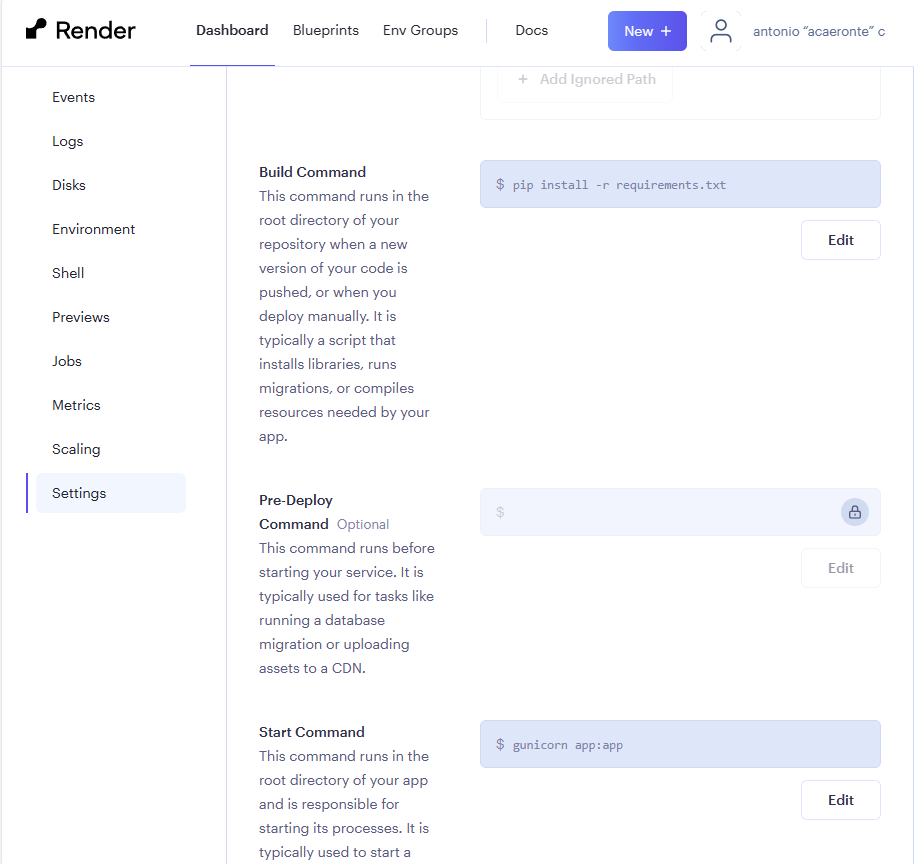 Render
Dashboard
Blueprints
Env Groups
Docs
New +
antonio “acaeronte” c
Events
Logs
Disks
Environment
Shell
Previews
Jobs
Metrics
Scaling
Settings
+ Add Ignored Path
Build Command
This command runs in the
root directory of your
repository when a new
version of your code is
pushed, or when you
deploy manually. It is
typically a script that
installs libraries, runs
migrations, or compiles
resources needed by your
app.
$ pip install -r requirements.txt
Edit
Pre-Deploy
Command Optional
This command runs before
starting your service. It is
typically used for tasks like
running a database
migration or uploading
assets to a CDN.
$
Edit
Start Command
This command runs in the
root directory of your app
and is responsible for
starting its processes. It is
typically used to start a
$ gunicorn app:app
Edit